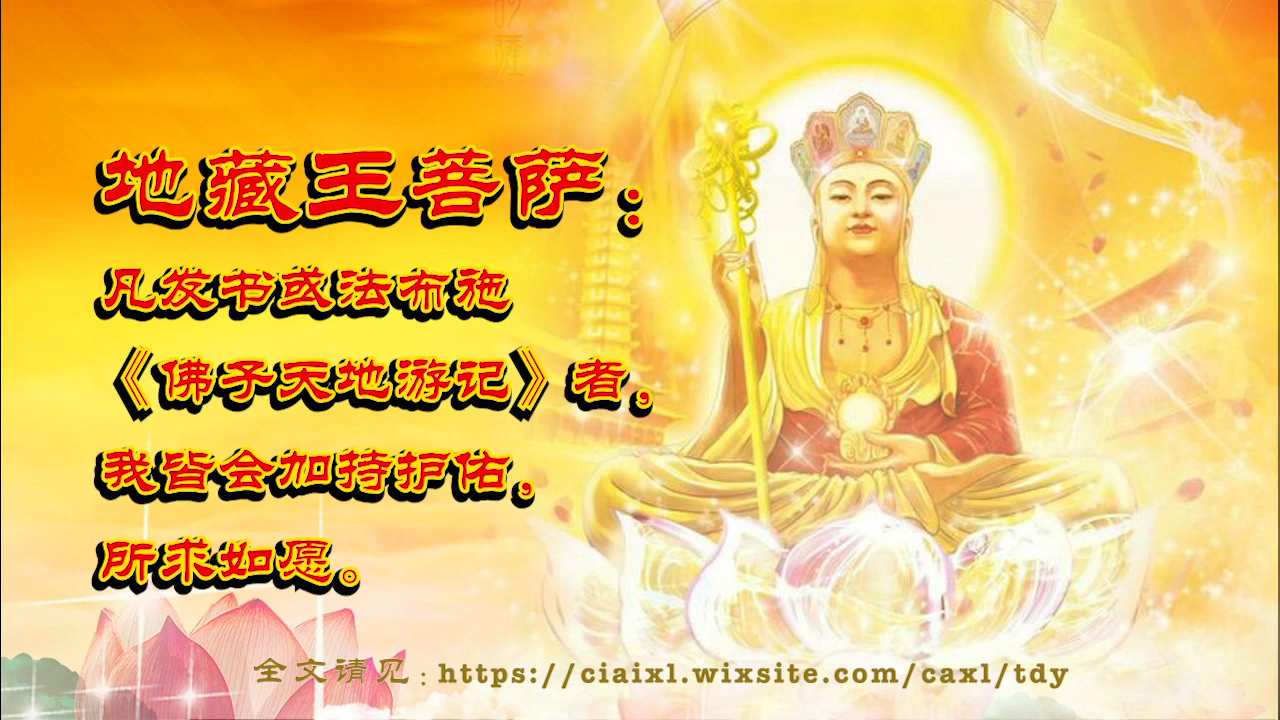 地藏王菩萨：
凡发书或法布施
《佛子天地游记》者，
我皆会加持护佑，
所求如愿。
全文请见：https://ciaixl.wixsite.com/caxl/tdy